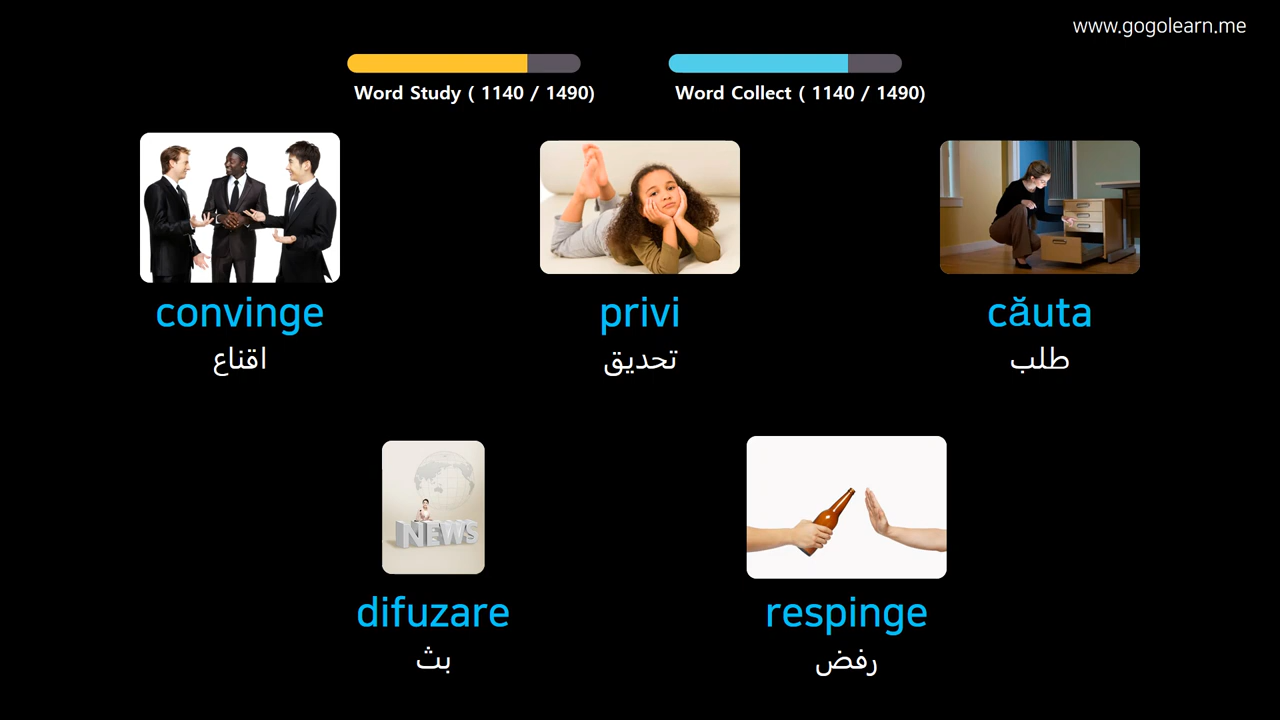 www.gogolearn.me
Word Study ( 1140 / 1490)
Word Collect ( 1140 / 1490)
convinge
اقناع
privi
تحديق
căuta
طلب
NEWS
difuzare
بث
respinge
رفض